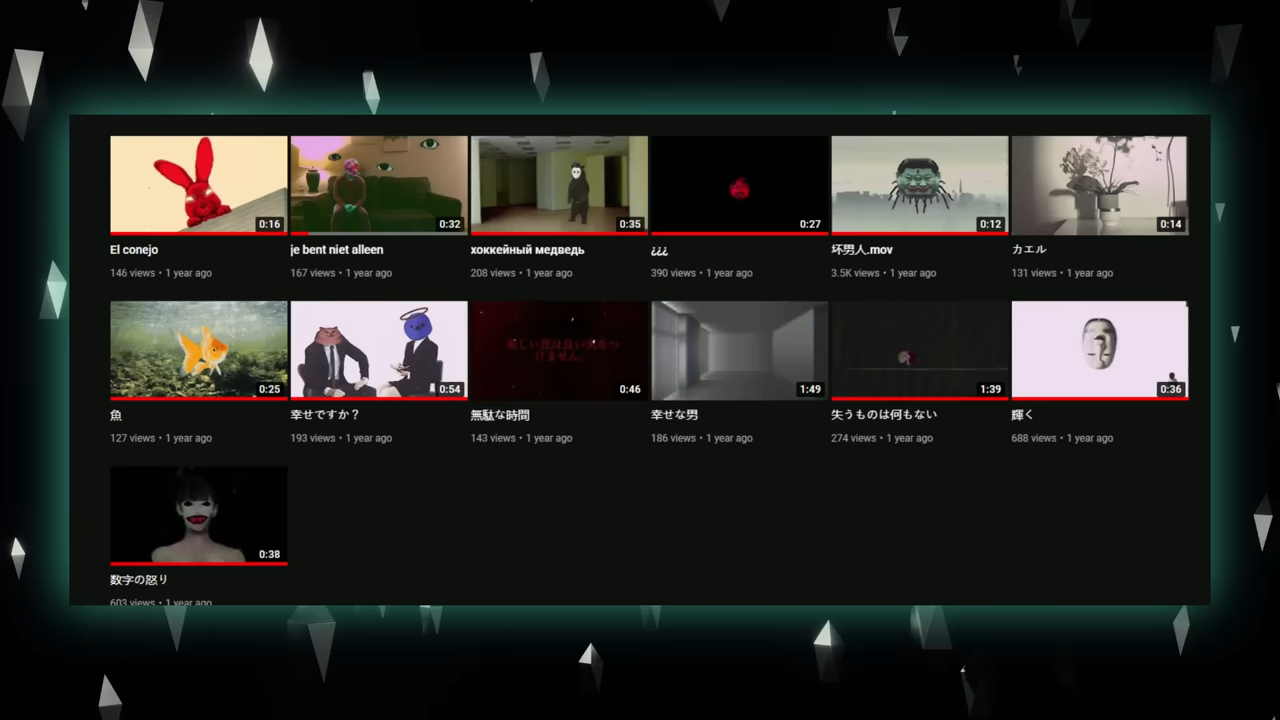 0:16
0:32
0:35
0:27
0:12
0:14
El conejo
je bent niet alleen
хоккейный медведь
¿¿¿
坏男人.mov
カエル
146 views • 1 year ago
167 views • 1 year ago
208 views • 1 year ago
390 views • 1 year ago
3.5K views • 1 year ago
131 views • 1 year ago
0:25
0:54
0:46
1:49
1:39
0:36
魚
幸せですか？
無駄な時間
幸せな男
失うものは何もない
輝く
127 views • 1 year ago
193 views • 1 year ago
143 views • 1 year ago
186 views • 1 year ago
274 views • 1 year ago
688 views • 1 year ago
0:38
数字の怒り
603 views • 1 year ago